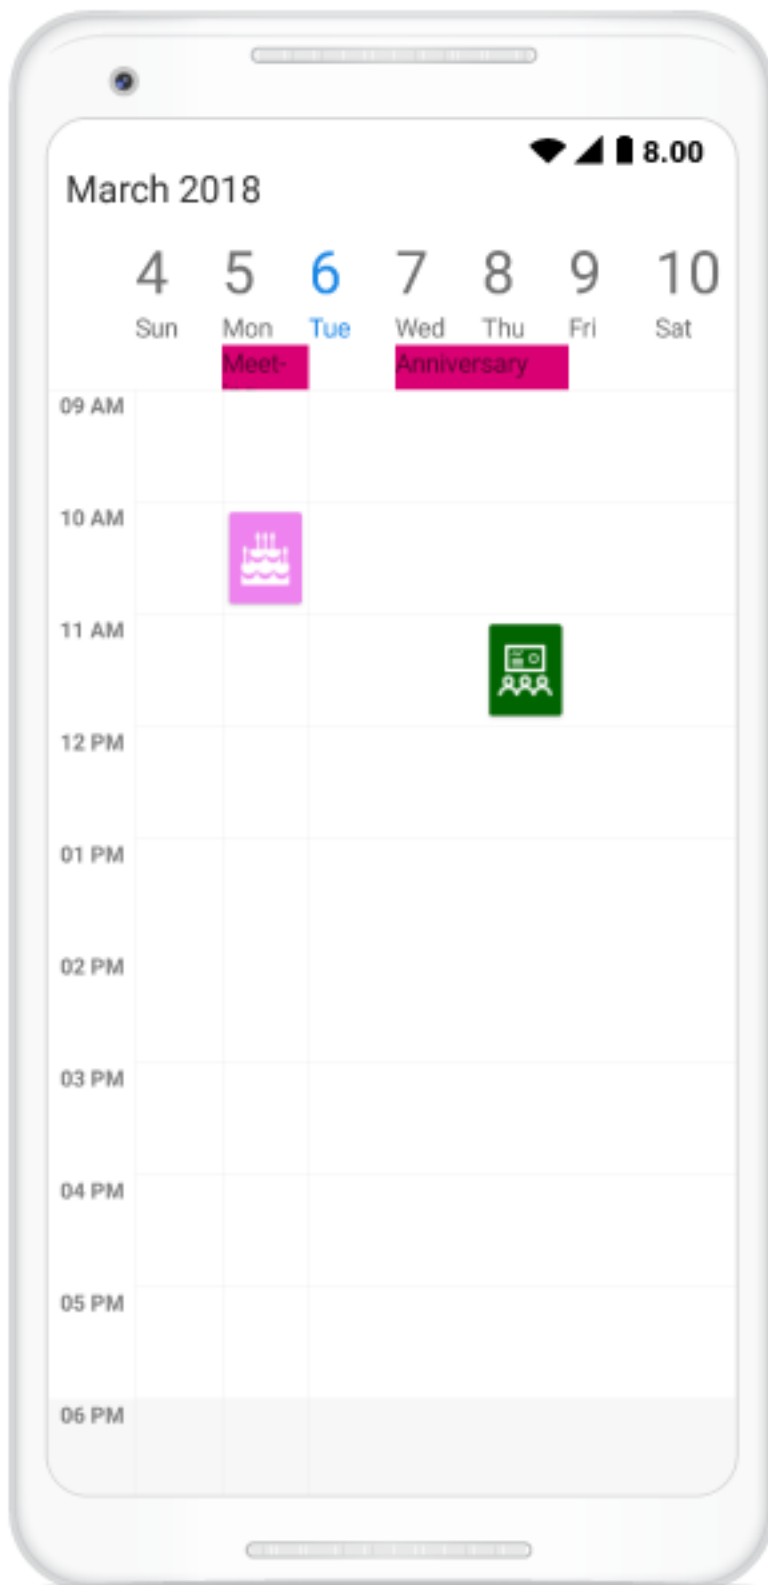 8.00
March 2018
4 5 6 7 8 9 10
Sun Mon Tue Wed Thu Fri Sat
Meet- Anniversary
09 AM
10 AM
11 AM
12 PM
01 PM
02 PM
03 PM
04 PM
05 PM
06 PM